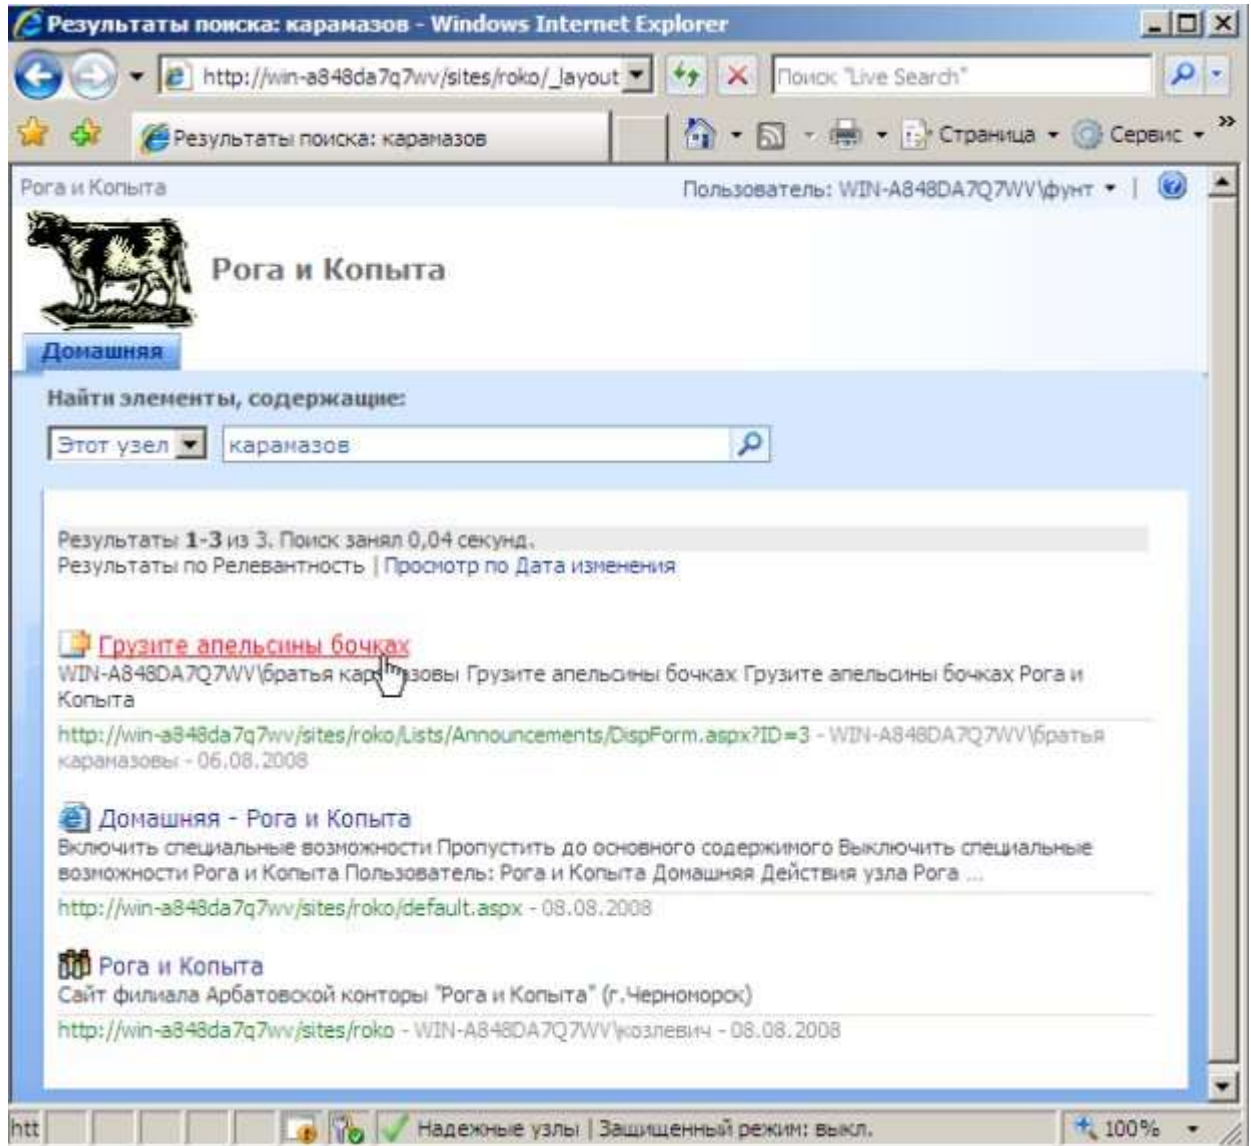 Результаты поиска: карамазов - Windows Internet Explorer
http://win-a848da7q7wv/sites/roko/_layout
Поиск "Live Search"
Результаты поиска: карамазов
Страница
Сервис
»
Рога и Копыта
Пользователь: WIN-A848DA7Q7WV\фунт
Рога и Копыта
Домашняя
Найти элементы, содержащие:
Этот узел
карамазов
Результаты 1-3 из 3. Поиск занял 0,04 секунд.
Результаты по Релевантность | Просмотр по Дата изменения
Грузите апельсины бочках
WIN-A848DA7Q7WV\братья карамазовы Грузите апельсины бочках Грузите апельсины бочках Рога и
Копыта
http://win-a848da7q7wv/sites/roko/Lists/Announcements/DispForm.aspx?ID=3 - WIN-A848DA7Q7WV\братья
карамазовы - 06.08.2008
Домашняя - Рога и Копыта
Включить специальные возможности Пропустить до основного содержимого Выключить специальные
возможности Рога и Копыта Пользователь: Рога и Копыта Домашняя Действия узла Рога ...
http://win-a848da7q7wv/sites/roko/default.aspx - 08.08.2008
Рога и Копыта
Сайт филиала Арбатовской конторы "Рога и Копыта" (г.Черноморск)
http://win-a848da7q7wv/sites/roko - WIN-A848DA7Q7WV\козлевич - 08.08.2008
htt
Надежные узлы | Защищенный режим: выкл.
100%